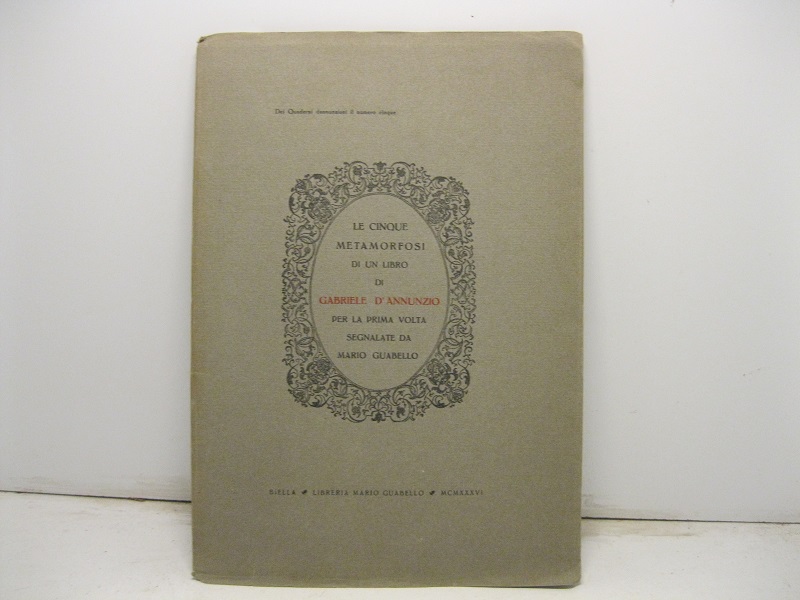 Dei Quaderni dannunziani il numero cinque
LE CINQUE
METAMORFOSI
DI UN LIBRO
DI
GABRIELE D'ANNUNZIO
PER LA PRIMA VOLTA
SEGNALATE DA
MARIO GUABELLO
BIELLA LIBRERIA MARIO GUABELLO MCMXXXVI